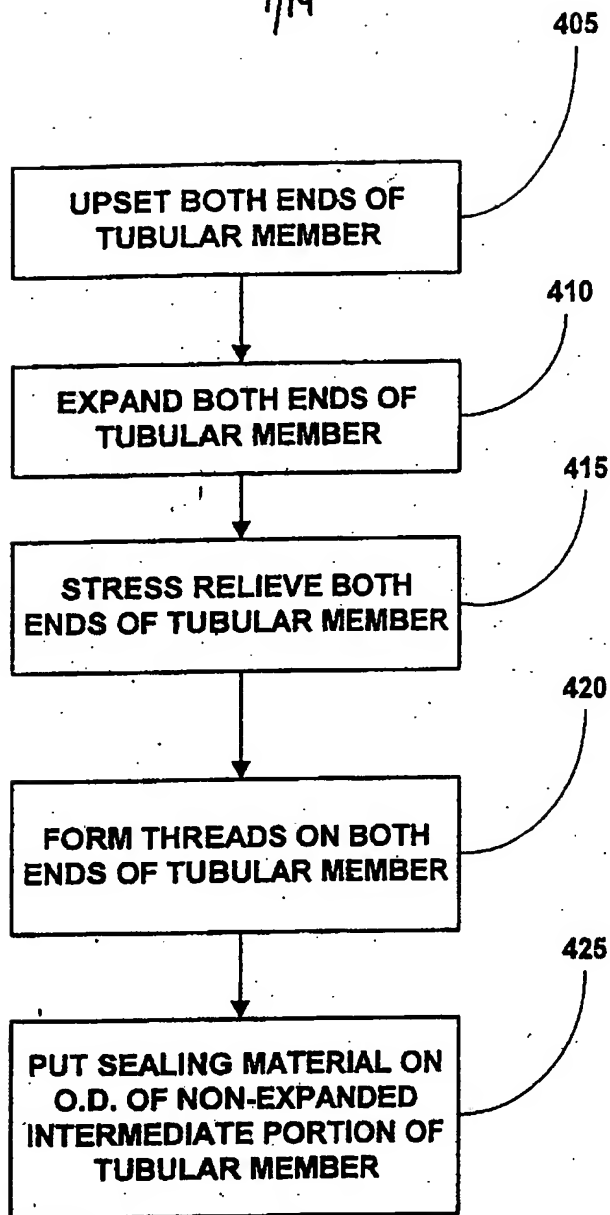 7/19
405
UPSET BOTH ENDS OF
TUBULAR MEMBER
410
EXPAND BOTH ENDS OF
TUBULAR MEMBER
415
STRESS RELIEVE BOTH
ENDS OF TUBULAR MEMBER
420
FORM THREADS ON BOTH
ENDS OF TUBULAR MEMBER
425
PUT SEALING MATERIAL ON
O.D. OF NON-EXPANDED
INTERMEDIATE PORTION OF
TUBULAR MEMBER